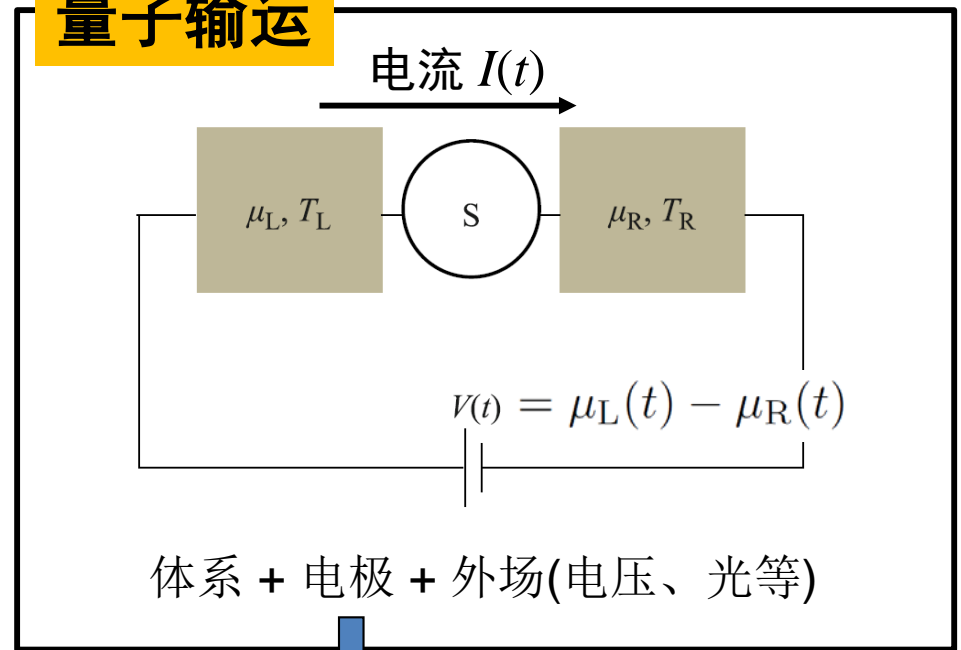 量子输运
电流 I(t)
μL, TL
S
μR, TR
V(t) = μL(t) − μR(t)
体系 + 电极 + 外场(电压、光等)